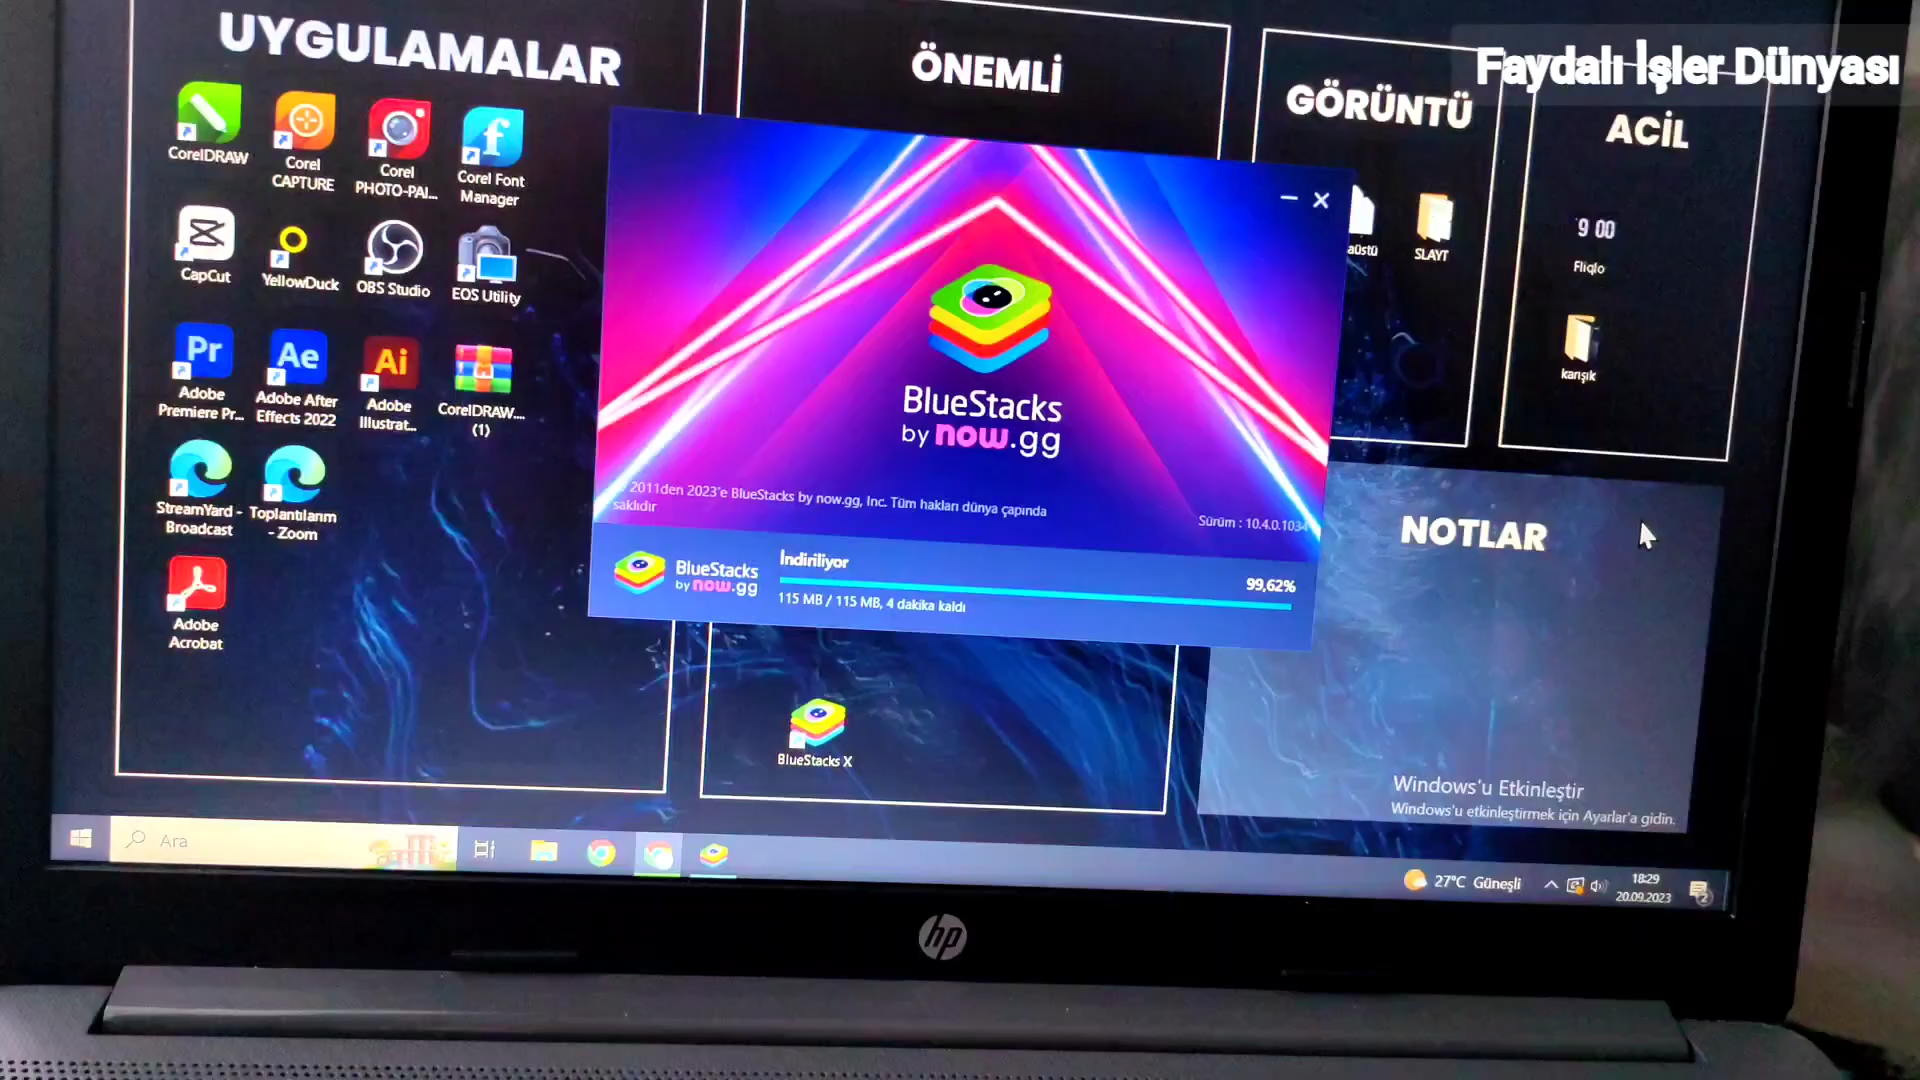 Faydalı İşler Dünyası
UYGULAMALAR
ÖNEMLİ
GÖRÜNTÜ
ACİL
CorelDRAW
Corel
CAPTURE
Corel
PHOTO-PAI...
Corel Font
Manager
CapCut
YellowDuck
OBS Studio
EOS Utility
Pr
Adobe
Premiere Pr...
Ae
Adobe After
Effects 2022
Ai
Adobe
Illustrat...
CorelDRAW....
(1)
StreamYard -
Broadcast
Toplantılarım
- Zoom
Adobe
Acrobat
BlueStacks
by now.gg
2011den 2023'e BlueStacks by now.gg, Inc. Tüm hakları dünya çapında
saklıdır
Sürüm : 10.4.0.1034
BlueStacks
by now.gg
İndiriliyor
99,62%
115 MB / 115 MB, 4 dakika kaldı
SLAYT
9 00
Fliqlo
karışık
NOTLAR
BlueStacks X
Windows'u Etkinleştir
Windows'u etkinleştirmek için Ayarlar'a gidin.
Ara
27°C Güneşli
18:29
20.09.2023
2
hp